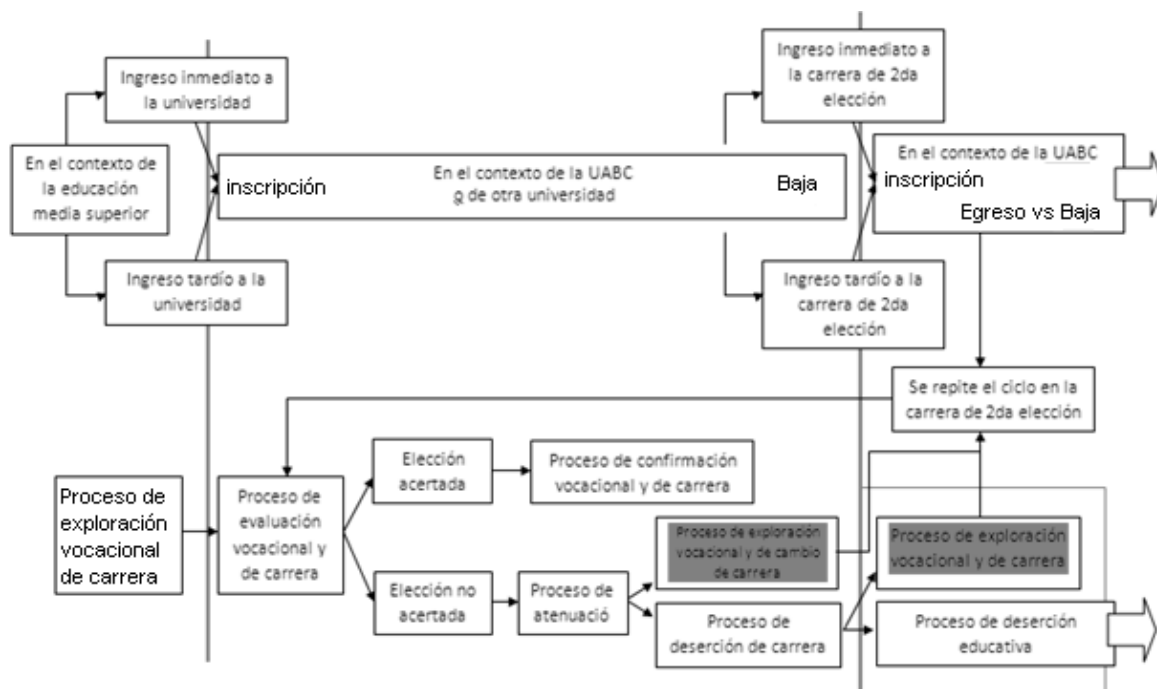 Ingreso inmediato a
la universidad
En el contexto de
la educación
media superior
Ingreso tardío a la
universidad
inscripción
En el contexto de la UABC
o de otra universidad
Baja
Ingreso inmediato a
la carrera de 2da
elección
Ingreso tardío a la
carrera de 2da
elección
En el contexto de la UABC
inscripción
Egreso vs Baja
Se repite el ciclo en la
carrera de 2da elección
Proceso de
exploración
vocacional
de carrera
Proceso de
evaluación
vocacional y
de carrera
Elección
acertada
Proceso de confirmación
vocacional y de carrera
Elección no
acertada
Proceso de
atenuació
Proceso de exploración
vocacional y de cambio
de carrera
Proceso de
deserción de carrera
Proceso de exploración
vocacional y de carrera
Proceso de deserción
educativa